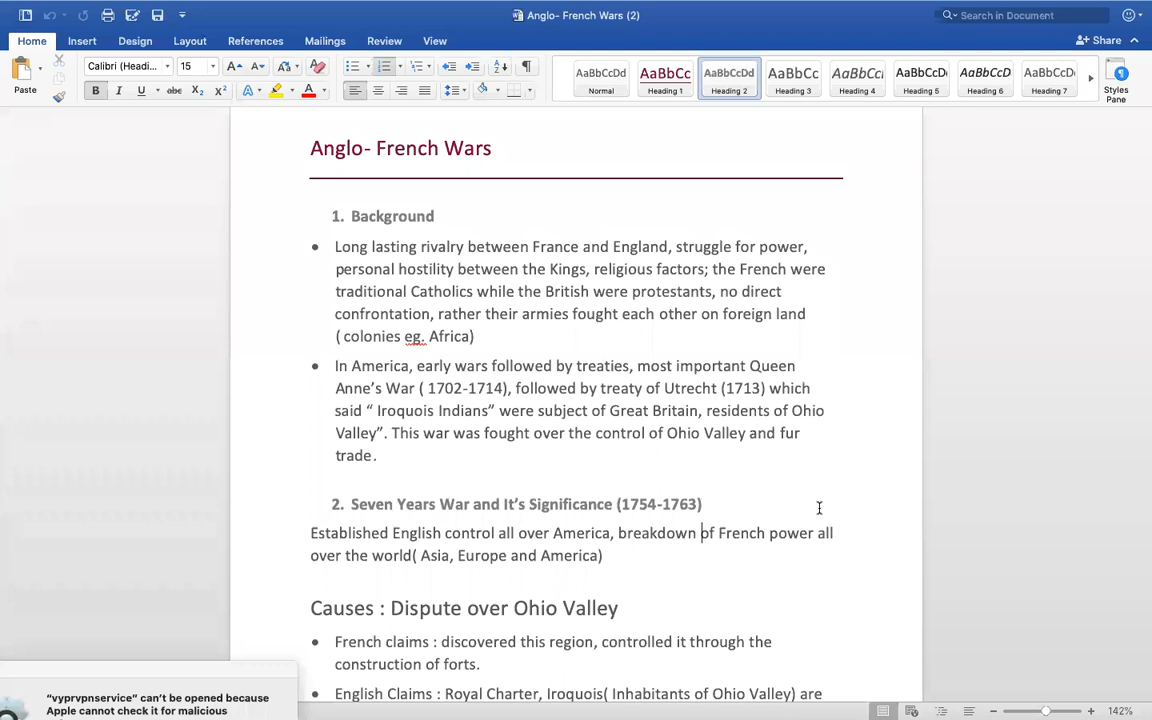 Anglo- French Wars (2)
Search in Document
Home Insert Design Layout References Mailings Review View
Share
Calibri (Headi... 15
Paste
AaBbCcDd AaBbCc AaBbCcDd AaBbCc AaBbCcI AaBbCcD AaBbCcD AaBbCcD
Normal Heading 1 Heading 2 Heading 3 Heading 4 Heading 5 Heading 6 Heading 7
Styles
Pane
Anglo- French Wars
1. Background
• Long lasting rivalry between France and England, struggle for power,
personal hostility between the Kings, religious factors; the French were
traditional Catholics while the British were protestants, no direct
confrontation, rather their armies fought each other on foreign land
( colonies eg. Africa)
• In America, early wars followed by treaties, most important Queen
Anne's War ( 1702-1714), followed by treaty of Utrecht (1713) which
said “ Iroquois Indians” were subject of Great Britain, residents of Ohio
Valley”. This war was fought over the control of Ohio Valley and fur
trade.
2. Seven Years War and It's Significance (1754-1763)
Established English control all over America, breakdown of French power all
over the world( Asia, Europe and America)
Causes : Dispute over Ohio Valley
• French claims : discovered this region, controlled it through the
construction of forts.
• English Claims : Royal Charter, Iroquois( Inhabitants of Ohio Valley) are
"vyprvpnservice" can't be opened because
Apple cannot check it for malicious
142%